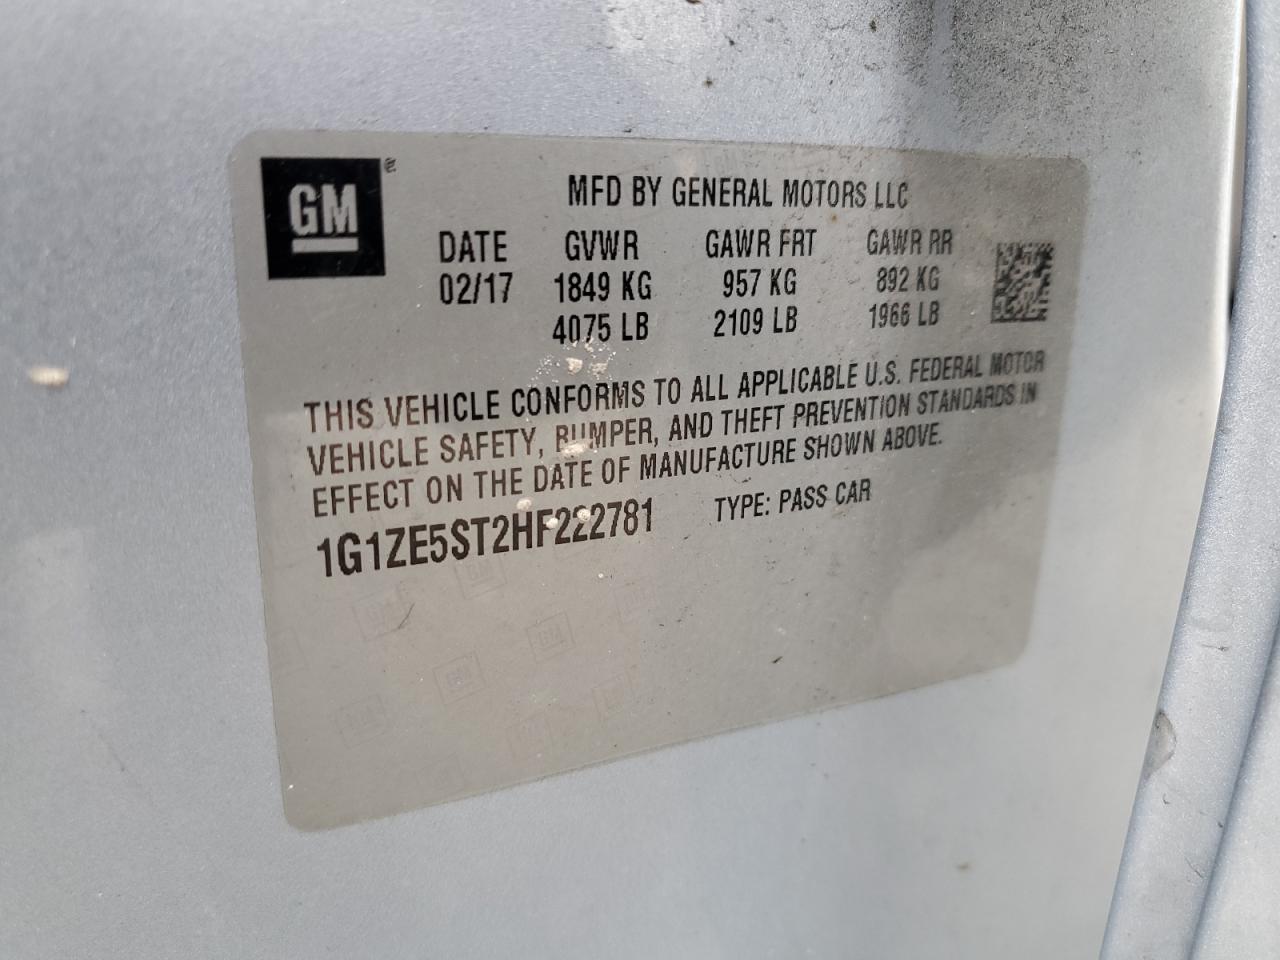 GM
MFD BY GENERAL MOTORS LLC
DATE GVWR GAWR FRT GAWR RR
02/17 1849 KG 957 KG 892 KG
4075 LB 2109 LB 1966 LB
THIS VEHICLE CONFORMS TO ALL APPLICABLE U.S. FEDERAL MOTOR
VEHICLE SAFETY, BUMPER, AND THEFT PREVENTION STANDARDS IN
EFFECT ON THE DATE OF MANUFACTURE SHOWN ABOVE.
1G1ZE5ST2HF222781 TYPE: PASS CAR